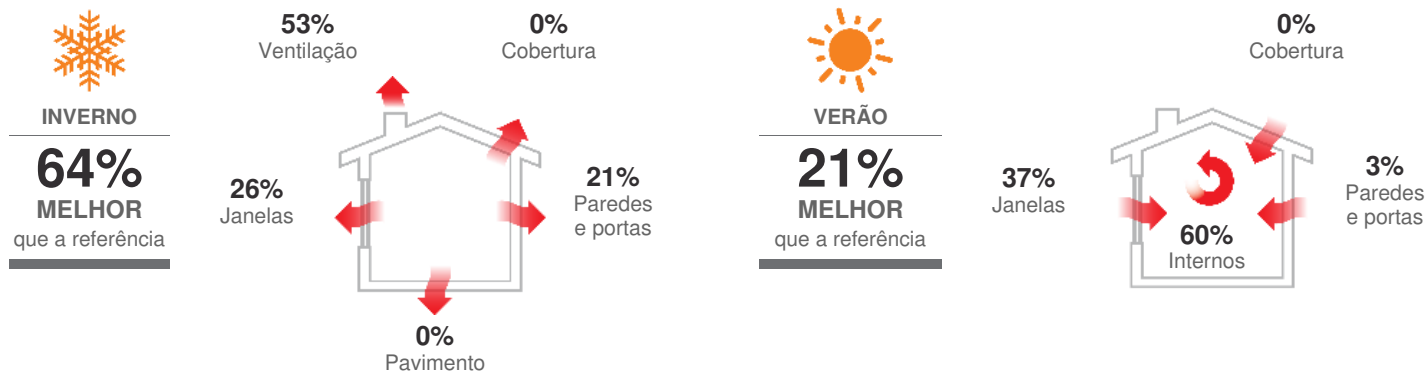 INVERNO
64%
MELHOR
que a referência
53%
Ventilação
0%
Cobertura
26%
Janelas
21%
Paredes
e portas
0%
Pavimento
VERÃO
21%
MELHOR
que a referência
0%
Cobertura
37%
Janelas
3%
Paredes
e portas
60%
Internos